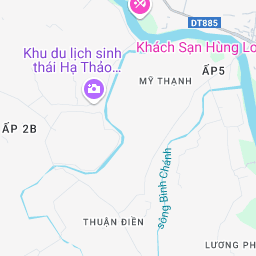 DT885
Khách Sạn Hùng Lo
Khu du lịch sinh
thái Hạ Thảo...
MỸ THẠNH
ẤP5
ẤP 2B
sông Bình Chánh
THUẬN ĐIỀN
LƯƠNG PH